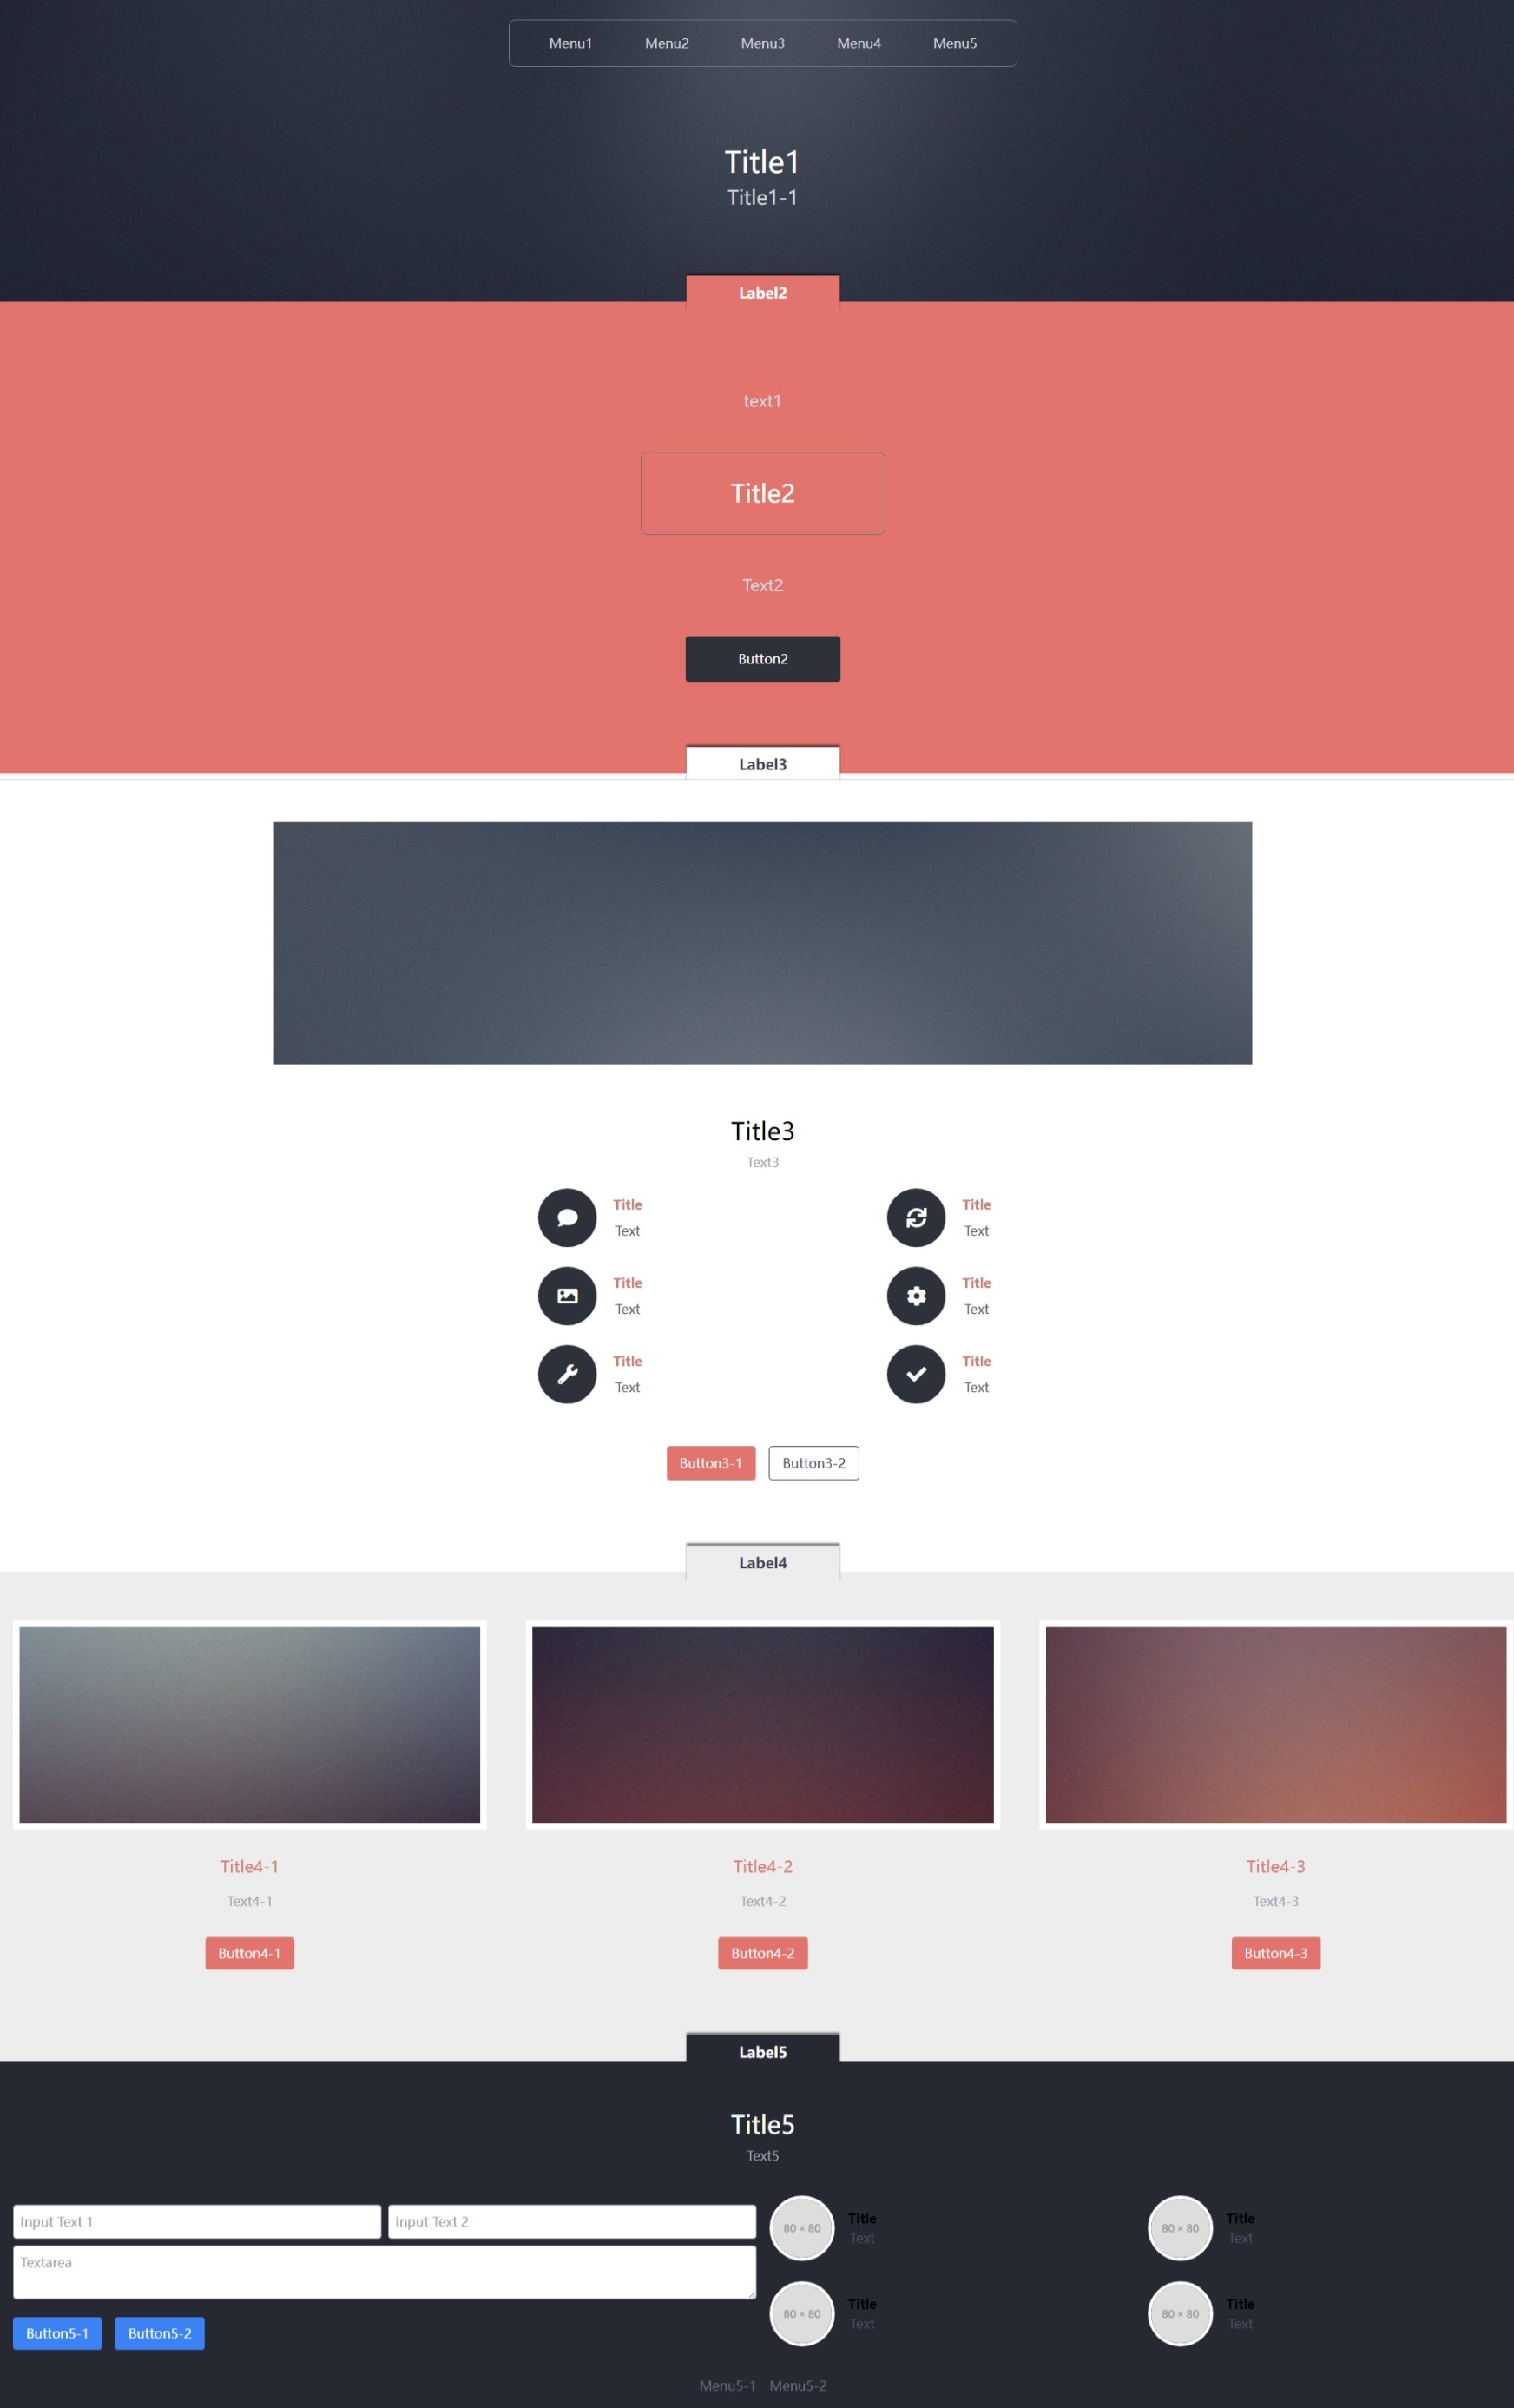 Menu1 Menu2 Menu3 Menu4 Menu5
Title1
Title1-1
Label2
text1
Title2
Text2
Button2
Label3
Title3
Text3
Title
Text
Title
Text
Title
Text
Title
Text
Title
Text
Title
Text
Button3-1 Button3-2
Label4
Title4-1
Text4-1
Button4-1
Title4-2
Text4-2
Button4-2
Title4-3
Text4-3
Button4-3
Label5
Title5
Text5
Input Text 1 Input Text 2
Textarea
Button5-1 Button5-2
80 × 80
Title
Text
80 × 80
Title
Text
80 × 80
Title
Text
80 × 80
Title
Text
Menu5-1 Menu5-2